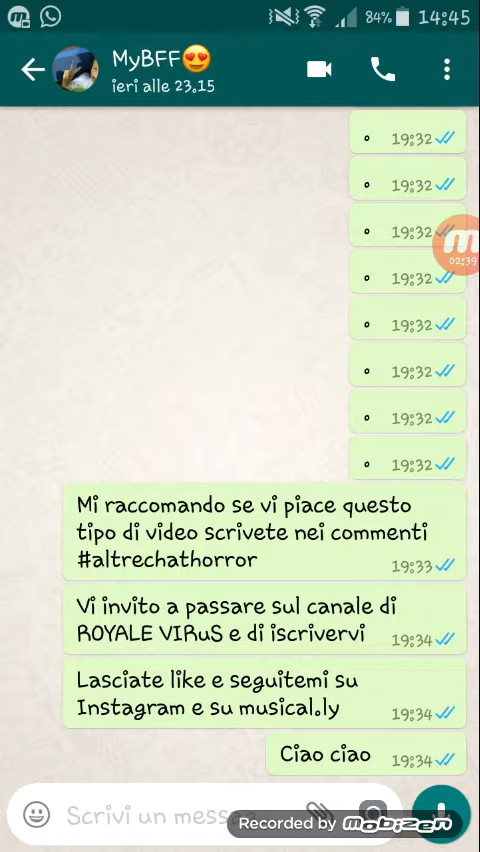 84% 14:45
MyBFF😍
ieri alle 23.15
° 19:32
° 19:32
° 19:32
02:39
° 19:32
° 19:32
° 19:32
° 19:32
° 19:32
Mi raccomando se vi piace questo
tipo di video scrivete nei commenti
#altrechathorror
19:33
Vi invito a passare sul canale di
ROYALE VIRuS e di iscrivervi
19:34
Lasciate like e seguitemi su
Instagram e su musical.ly
19:34
Ciao ciao 19:34
Scrivi un messa
Recorded by mobizen